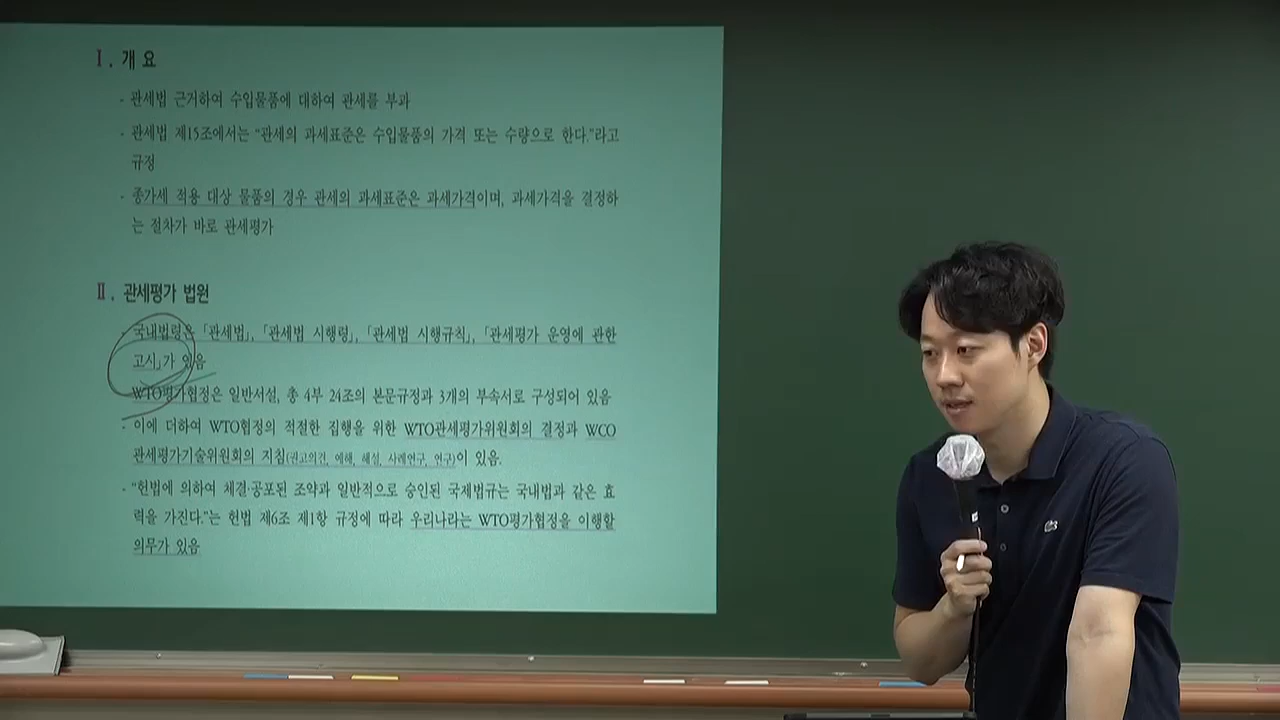 Ⅰ. 개 요
- 관세법 근거하여 수입물품에 대하여 관세를 부과
- 관세법 제15조에서는 “관세의 과세표준은 수입물품의 가격 또는 수량으로 한다.”라고
규정
- 종가세 적용 대상 물품의 경우 관세의 과세표준은 과세가격이며, 과세가격을 결정하
는 절차가 바로 관세평가
Ⅱ. 관세평가 법원
- 국내법령은 「관세법」, 「관세법 시행령」, 「관세법 시행규칙」, 「관세평가 운영에 관한
고시」가 있음
- WTO평가협정은 일반서설, 총 4부 24조의 본문규정과 3개의 부속서로 구성되어 있음
- 이에 더하여 WTO협정의 적절한 집행을 위한 WTO관세평가위원회의 결정과 WCO
관세평가기술위원회의 지침(권고의견, 예해, 해설, 사례연구, 연구)이 있음.
- “헌법에 의하여 체결·공포된 조약과 일반적으로 승인된 국제법규는 국내법과 같은 효
력을 가진다.”는 헌법 제6조 제1항 규정에 따라 우리나라는 WTO평가협정을 이행할
의무가 있음